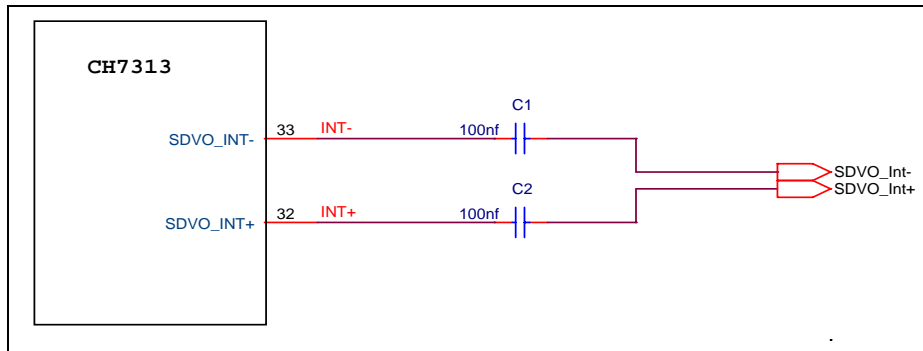 CH7313
C1
SDVO_INT- 33 INT- 100nf
SDVO_Int-
SDVO_Int+
C2
SDVO_INT+ 32 INT+ 100nf
.